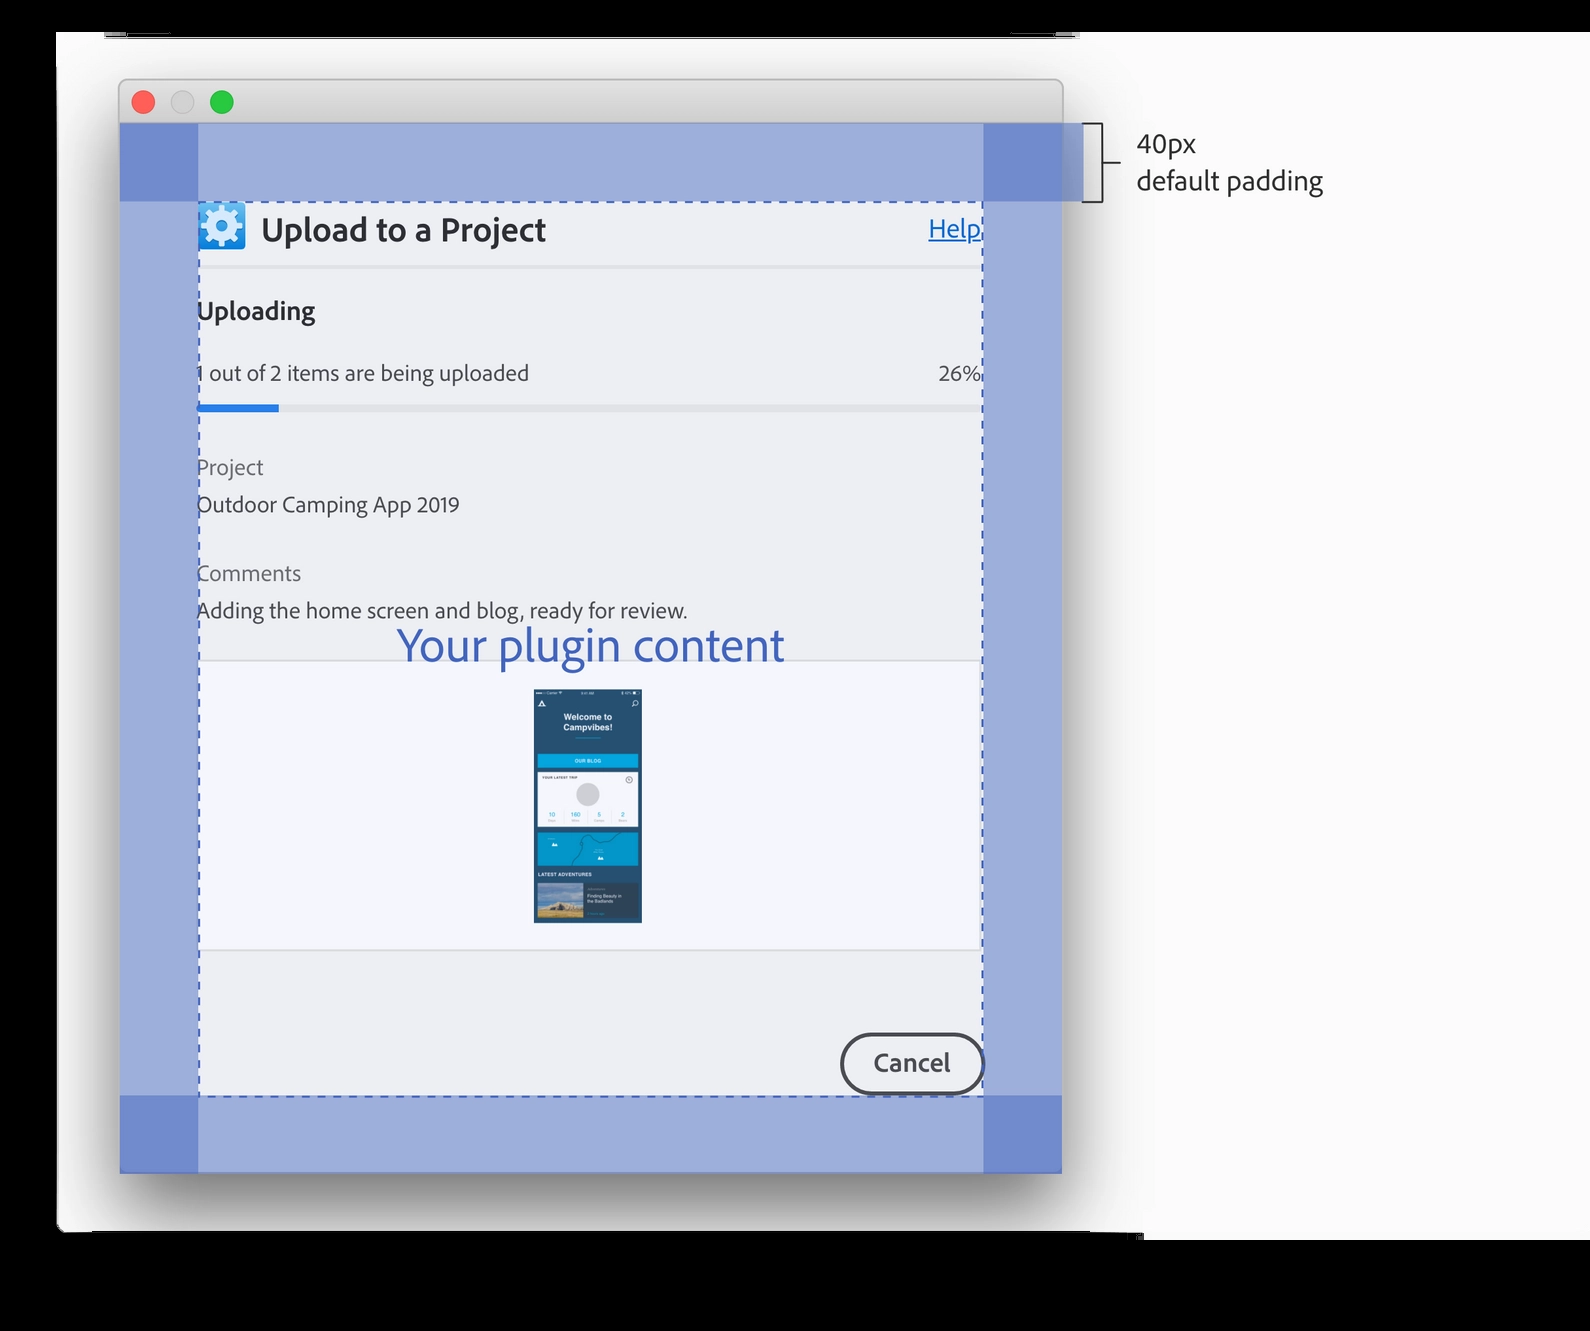 40px
default padding
Upload to a Project
Help
Uploading
1 out of 2 items are being uploaded
26%
Project
Outdoor Camping App 2019
Comments
Adding the home screen and blog, ready for review.
Your plugin content
Welcome to
Campvibes!
OUR BLOG
YOUR LATEST TRIP
10
160
5
2
LATEST ADVENTURES
Finding Beauty in
the Badlands
Cancel